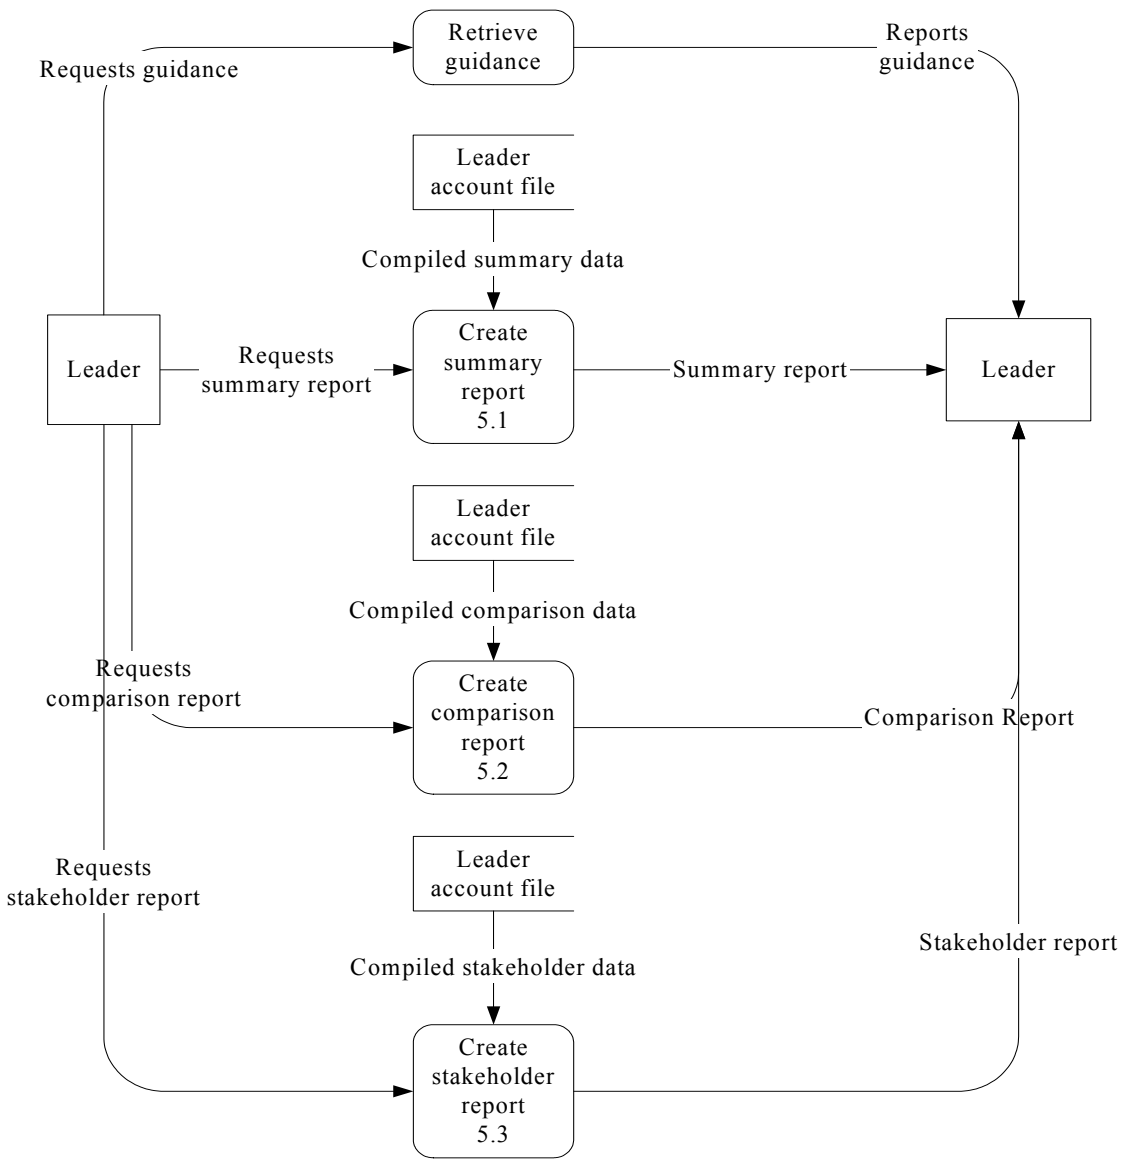 Retrieve
guidance
Requests guidance
Reports
guidance
Leader
account file
Compiled summary data
Leader
Requests
summary report
Create
summary
report
5.1
Summary report
Leader
Leader
account file
Compiled comparison data
Requests
comparison report
Create
comparison
report
5.2
Comparison Report
Leader
account file
Requests
stakeholder report
Compiled stakeholder data
Stakeholder report
Create
stakeholder
report
5.3